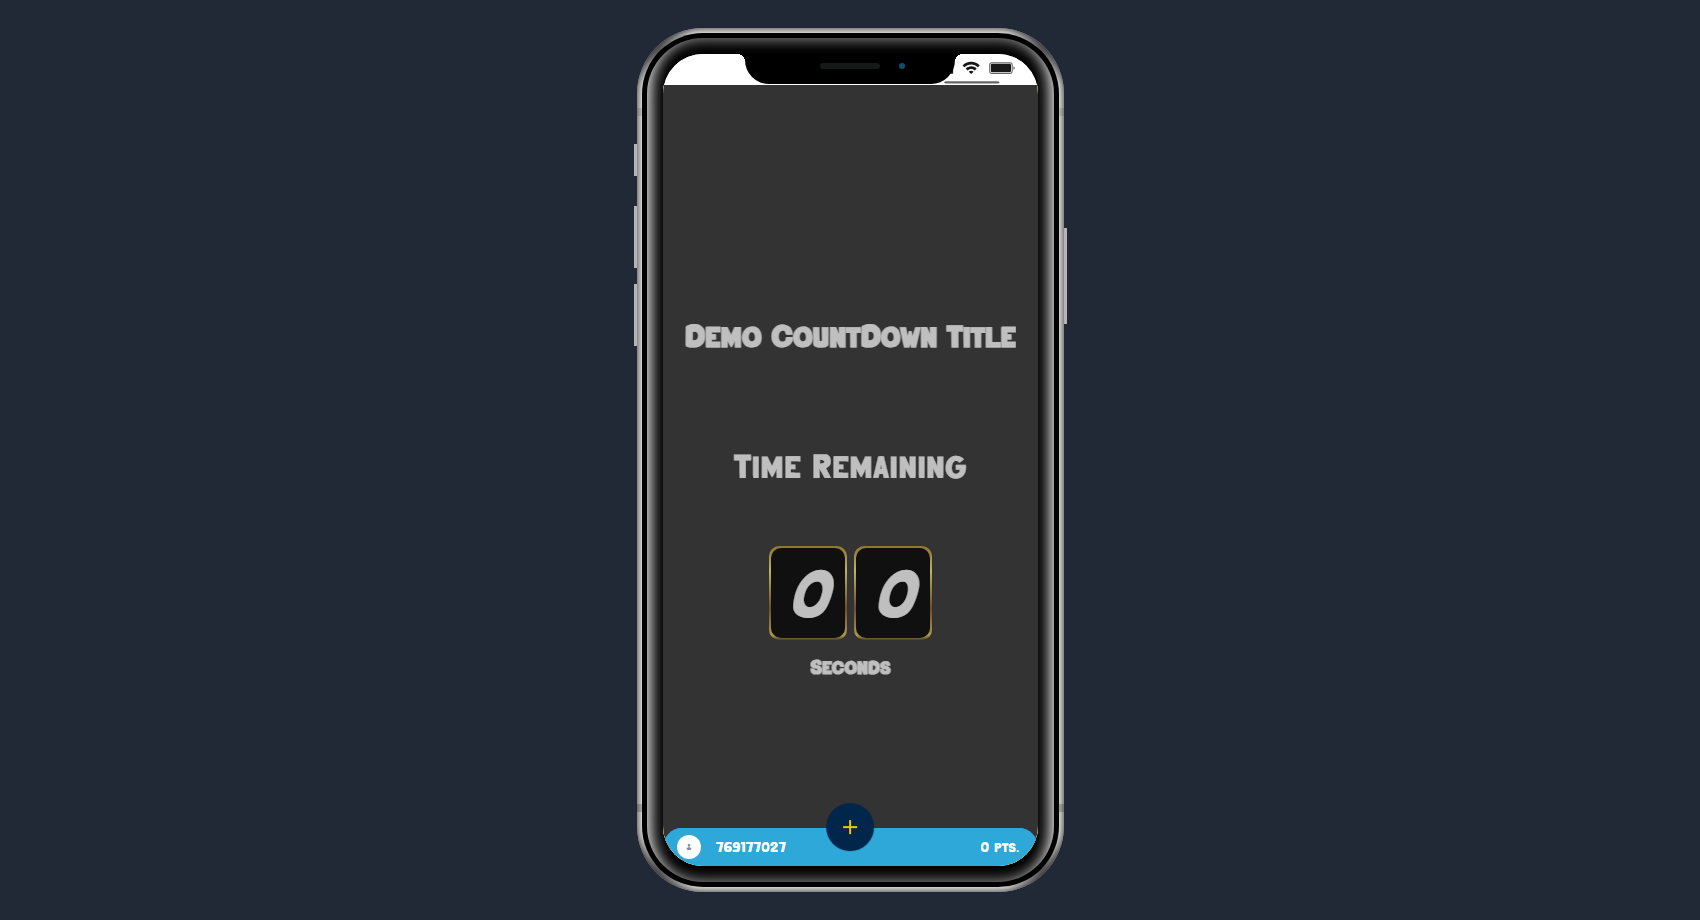 Demo CountDown Title
Time Remaining
0 0
Seconds
769177027
0 pts.